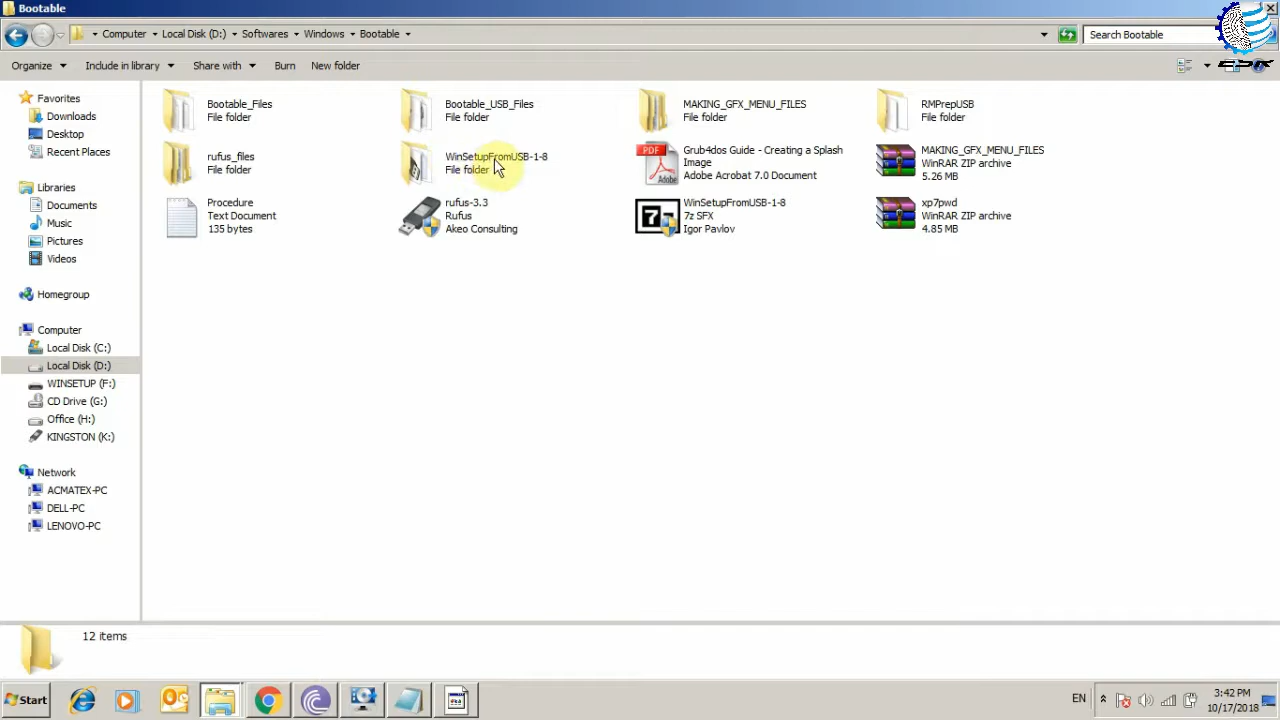 Bootable
Computer Local Disk (D:) Softwares Windows Bootable
Search Bootable
Organize Include in library Share with Burn New folder
Favorites
Downloads
Desktop
Recent Places
Libraries
Documents
Music
Pictures
Videos
Homegroup
Computer
Local Disk (C:)
Local Disk (D:)
WINSETUP (F:)
CD Drive (G:)
Office (H:)
KINGSTON (K:)
Network
ACMATEX-PC
DELL-PC
LENOVO-PC
Bootable_Files
File folder
Bootable_USB_Files
File folder
MAKING_GFX_MENU_FILES
File folder
RMPrepUSB
File folder
rufus_files
File folder
WinSetupFromUSB-1-8
File folder
PDF
Adobe
Grub4dos Guide - Creating a Splash
Image
Adobe Acrobat 7.0 Document
MAKING_GFX_MENU_FILES
WinRAR ZIP archive
5.26 MB
Procedure
Text Document
135 bytes
rufus-3.3
Rufus
Akeo Consulting
7z
WinSetupFromUSB-1-8
7z SFX
Igor Pavlov
xp7pwd
WinRAR ZIP archive
4.85 MB
12 items
Start
EN
3:42 PM
10/17/2018